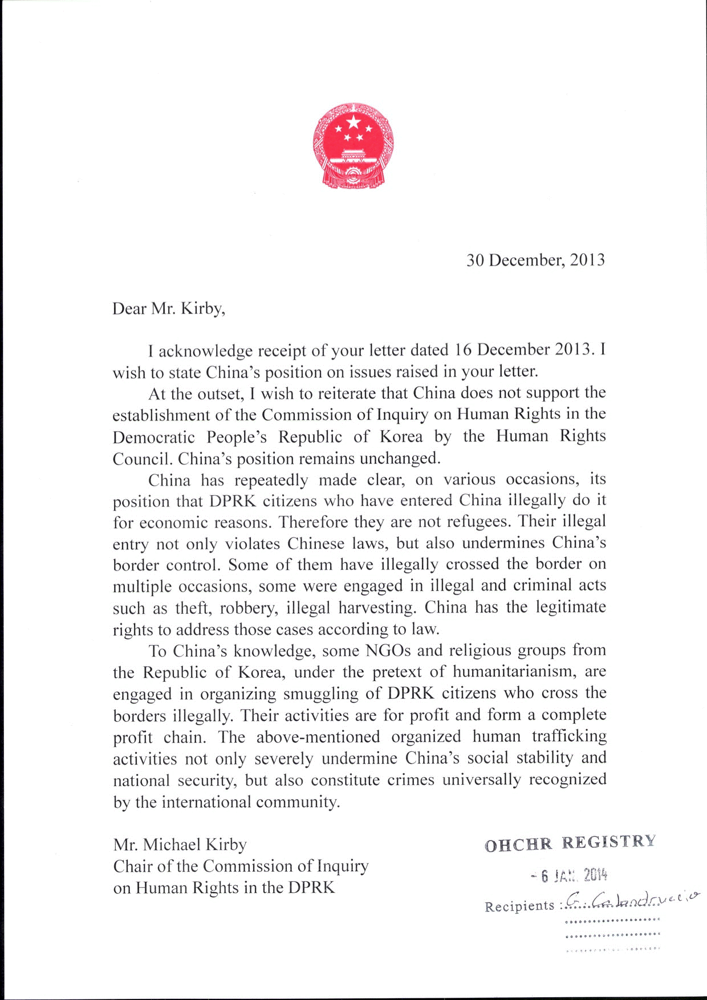 30 December, 2013
Dear Mr. Kirby,
I acknowledge receipt of your letter dated 16 December 2013. I
wish to state China's position on issues raised in your letter.
At the outset, I wish to reiterate that China does not support the
establishment of the Commission of Inquiry on Human Rights in the
Democratic People's Republic of Korea by the Human Rights
Council. China's position remains unchanged.
China has repeatedly made clear, on various occasions, its
position that DPRK citizens who have entered China illegally do it
for economic reasons. Therefore they are not refugees. Their illegal
entry not only violates Chinese laws, but also undermines China's
border control. Some of them have illegally crossed the border on
multiple occasions, some were engaged in illegal and criminal acts
such as theft, robbery, illegal harvesting. China has the legitimate
rights to address those cases according to law.
To China's knowledge, some NGOs and religious groups from
the Republic of Korea, under the pretext of humanitarianism, are
engaged in organizing smuggling of DPRK citizens who cross the
borders illegally. Their activities are for profit and form a complete
profit chain. The above-mentioned organized human trafficking
activities not only severely undermine China's social stability and
national security, but also constitute crimes universally recognized
by the international community.
Mr. Michael Kirby
Chair of the Commission of Inquiry
on Human Rights in the DPRK
OHCHR REGISTRY
- 6 JAN. 2014
Recipients : G. Calandruccio